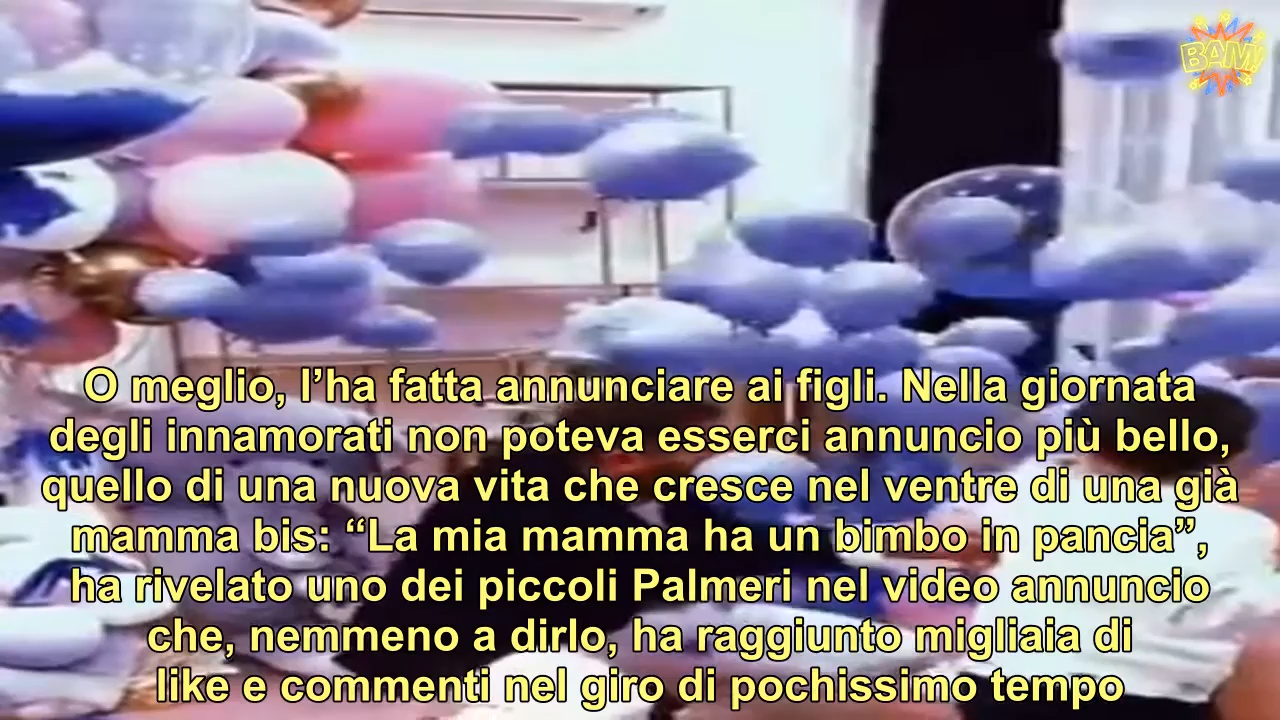 BAM!
O meglio, l’ha fatta annunciare ai figli. Nella giornata
degli innamorati non poteva esserci annuncio più bello,
quello di una nuova vita che cresce nel ventre di una già
mamma bis: “La mia mamma ha un bimbo in pancia”,
ha rivelato uno dei piccoli Palmeri nel video annuncio
che, nemmeno a dirlo, ha raggiunto migliaia di
like e commenti nel giro di pochissimo tempo